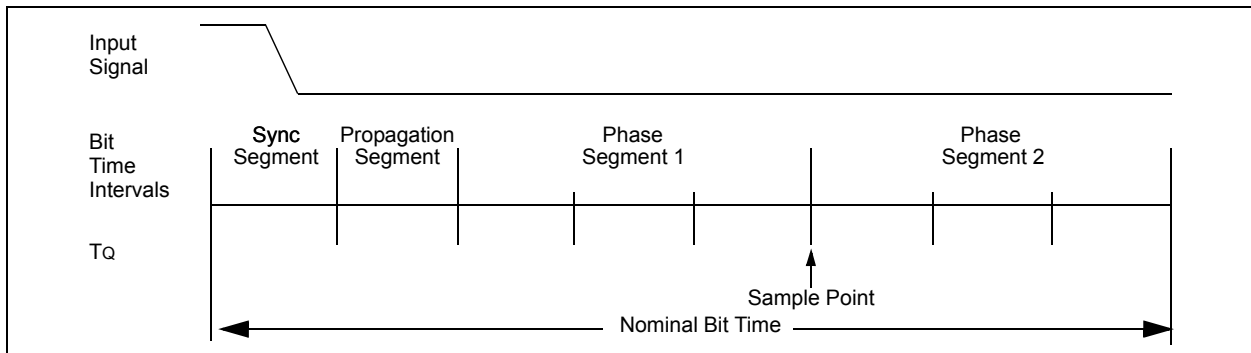 Input
Signal
Bit
Time
Intervals
Sync
Segment
Propagation
Segment
Phase
Segment 1
Phase
Segment 2
TQ
Sample Point
Nominal Bit Time